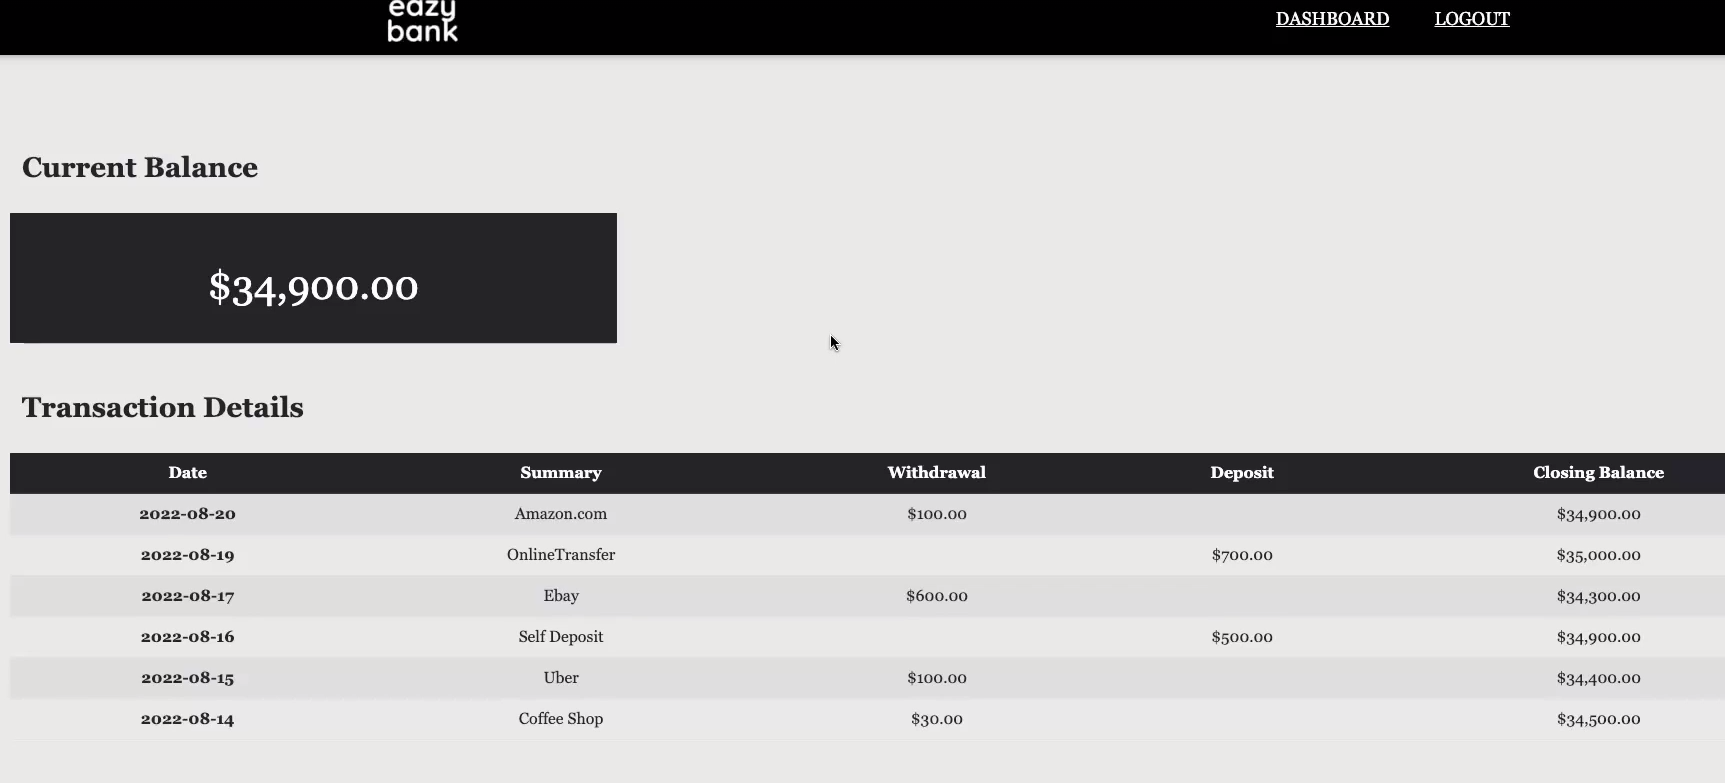 eazy
bank
DASHBOARD LOGOUT
Current Balance
$34,900.00
Transaction Details
Date Summary Withdrawal Deposit Closing Balance
2022-08-20 Amazon.com $100.00 $34,900.00
2022-08-19 OnlineTransfer $700.00 $35,000.00
2022-08-17 Ebay $600.00 $34,300.00
2022-08-16 Self Deposit $500.00 $34,900.00
2022-08-15 Uber $100.00 $34,400.00
2022-08-14 Coffee Shop $30.00 $34,500.00